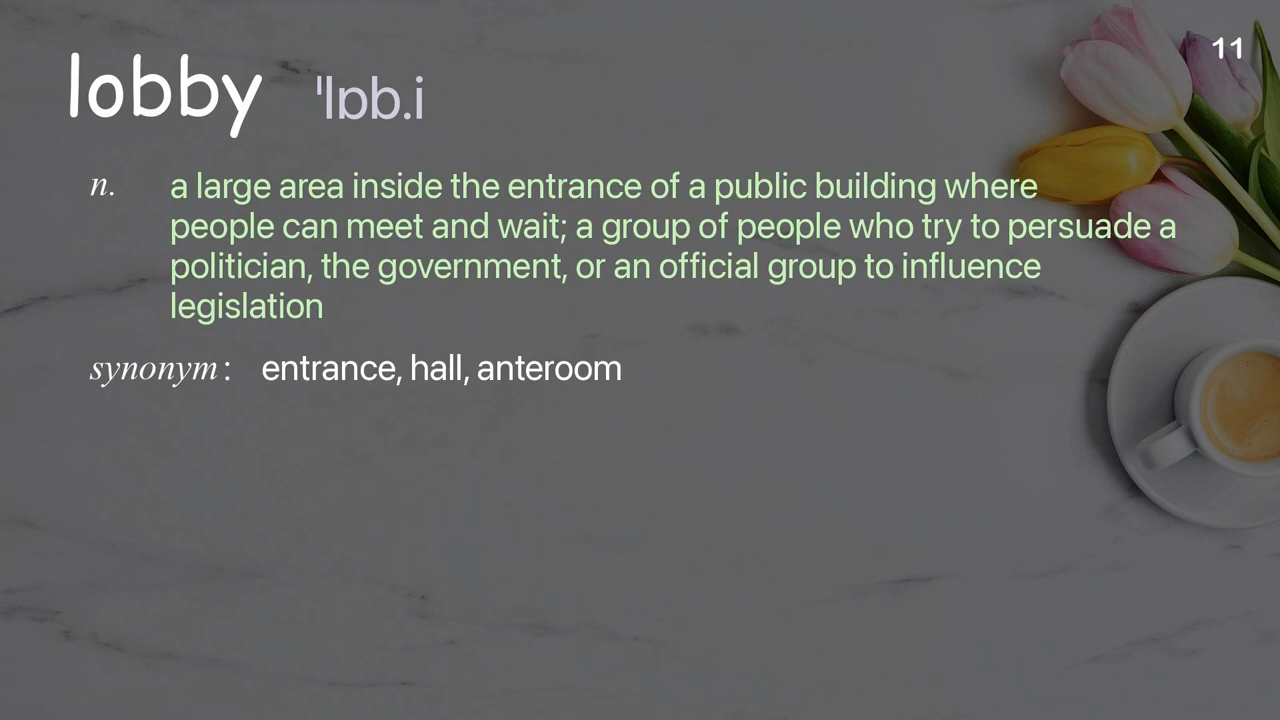 11
lobby ˈlɒb.i
n. a large area inside the entrance of a public building where
people can meet and wait; a group of people who try to persuade a
politician, the government, or an official group to influence
legislation
synonym: entrance, hall, anteroom